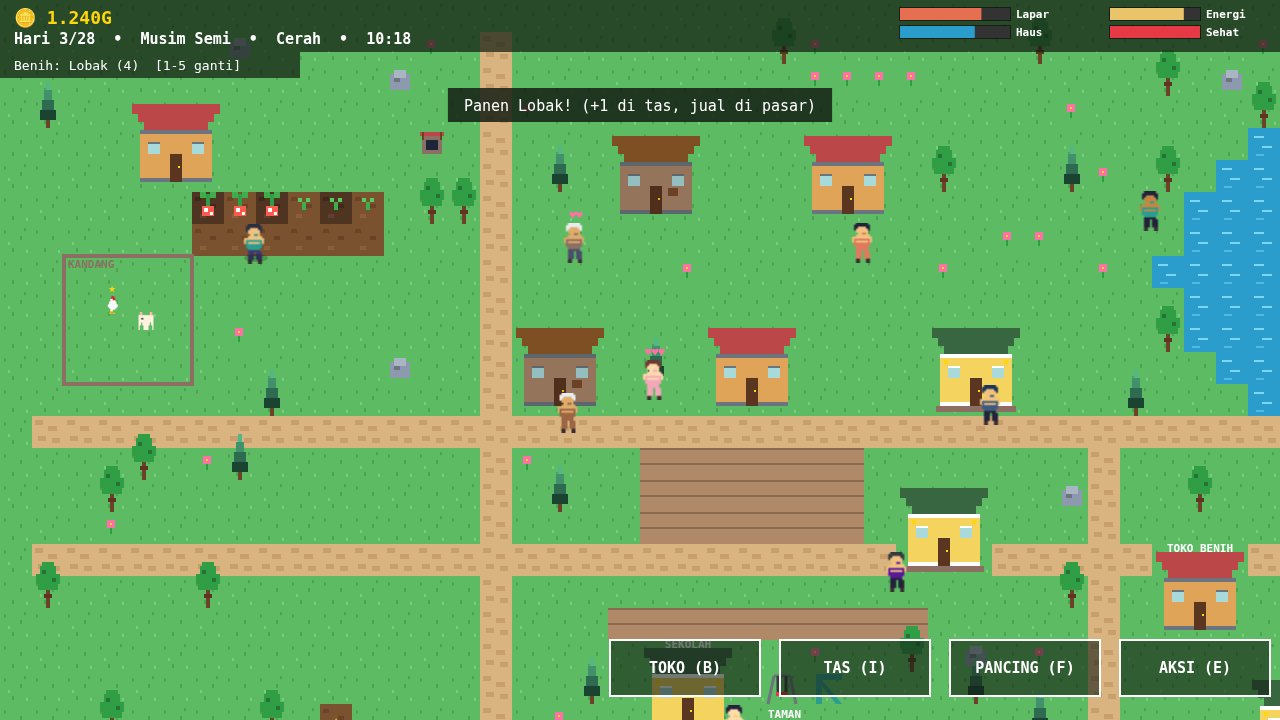 1.240G
Hari 3/28 • Musim Semi • Cerah • 10:18
Benih: Lobak (4) [1-5 ganti]
Lapar
Haus
Energi
Sehat
Panen Lobak! (+1 di tas, jual di pasar)
KANDANG
TOKO BENIH
SEKOLAH
TOKO (B)
TAS (I)
PANCING (F)
AKSI (E)
TAMAN